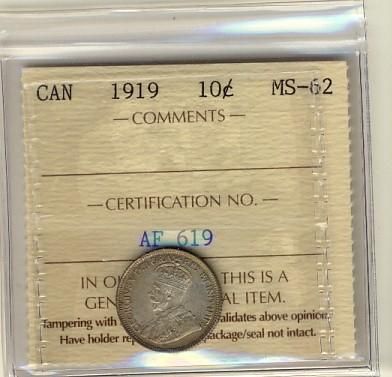 CAN 1919 10¢ MS-62
— COMMENTS —
— CERTIFICATION NO. —
AF 619
IN O THIS IS A
GEN AL ITEM.
Tampering with alidates above opinion.
Have holder re package/seal not intact.